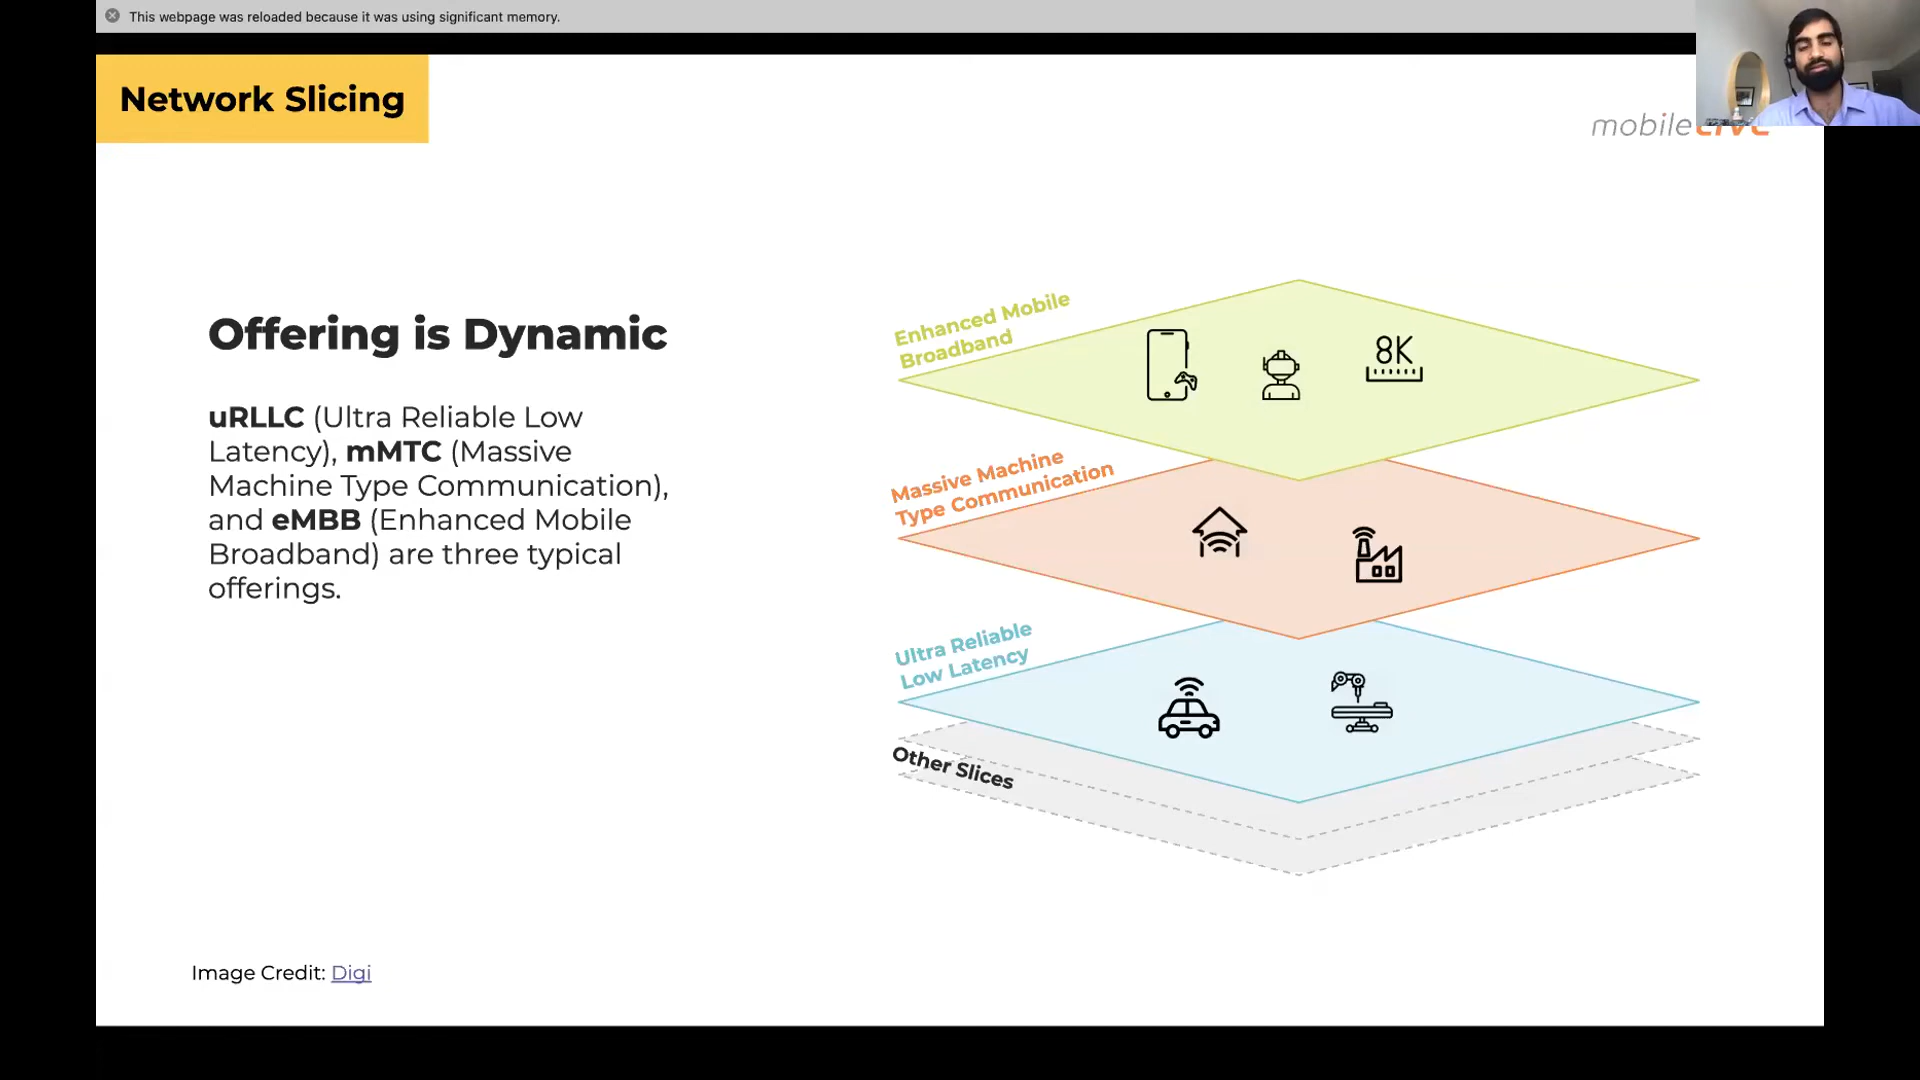 This webpage was reloaded because it was using significant memory.
Network Slicing
mobile
Offering is Dynamic
uRLLC (Ultra Reliable Low
Latency), mMTC (Massive
Machine Type Communication),
and eMBB (Enhanced Mobile
Broadband) are three typical
offerings.
Enhanced Mobile
Broadband
8K
Massive Machine
Type Communication
Ultra Reliable
Low Latency
Other Slices
Image Credit: Digi